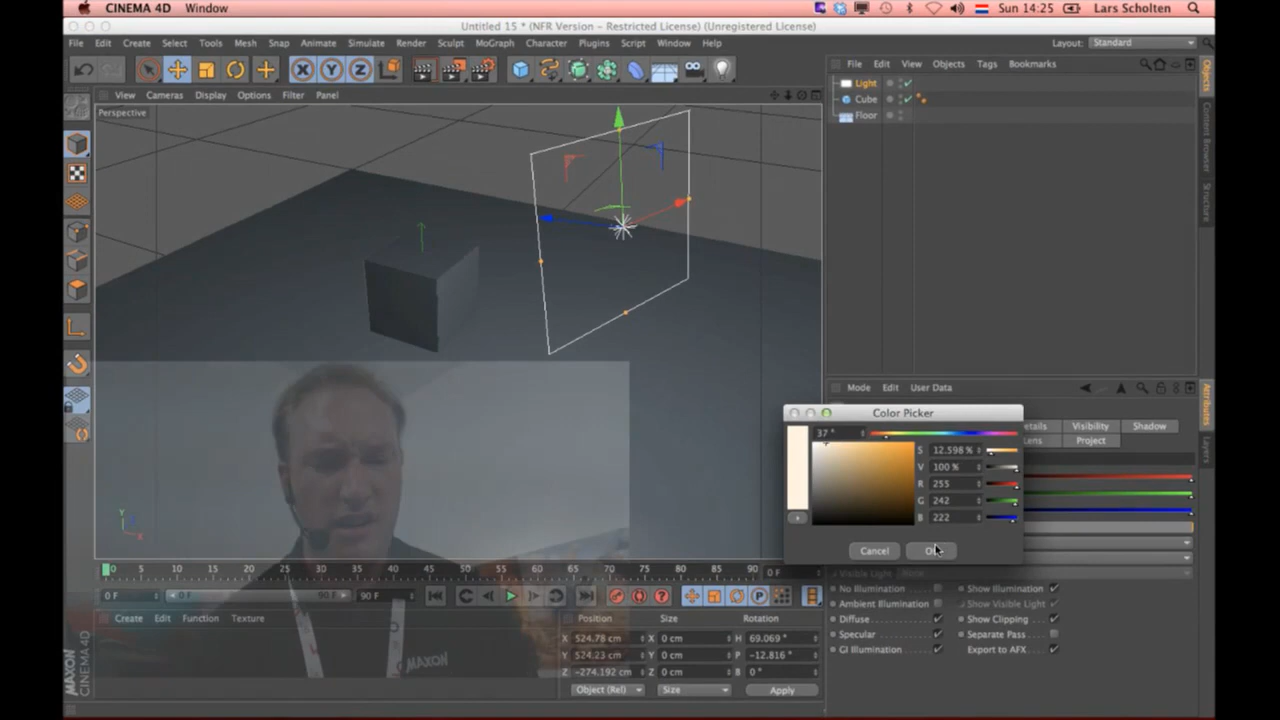 CINEMA 4D Window Sun 14:25 Lars Scholten
Untitled 15 * (NFR Version - Restricted License) (Unregistered License)
File Edit Create Select Tools Mesh Snap Animate Simulate Render Sculpt MoGraph Character Plugins Script Window Help Layout: Standard
X Y Z
View Cameras Display Options Filter Panel
File Edit View Objects Tags Bookmarks
Perspective
Light
Cube
Floor
Objects
Content Browser
Structure
Mode Edit User Data
Attributes
Layers
Color Picker
37 °
S 12.598 %
V 100 %
R 255
G 242
B 222
Cancel
Visibility Shadow
Project
Y
X
0 5 10 15 20 25 30 35 40 45 50 55 60 65 70 75 80 85 90 0 F
0 F 0 F 90 F 90 F
P
No Illumination Show Illumination
Ambient Illumination Show Visible Light
Diffuse Show Clipping
Specular Separate Pass
GI Illumination Export to AFX
Create Edit Function Texture
Position Size Rotation
X 524.78 cm X 0 cm H 69.069 °
Y 524.23 cm Y 0 cm P -12.816 °
Z -274.192 cm Z 0 cm B 0 °
Object (Rel) Size Apply
MAXON
MAXON
CINEMA 4D